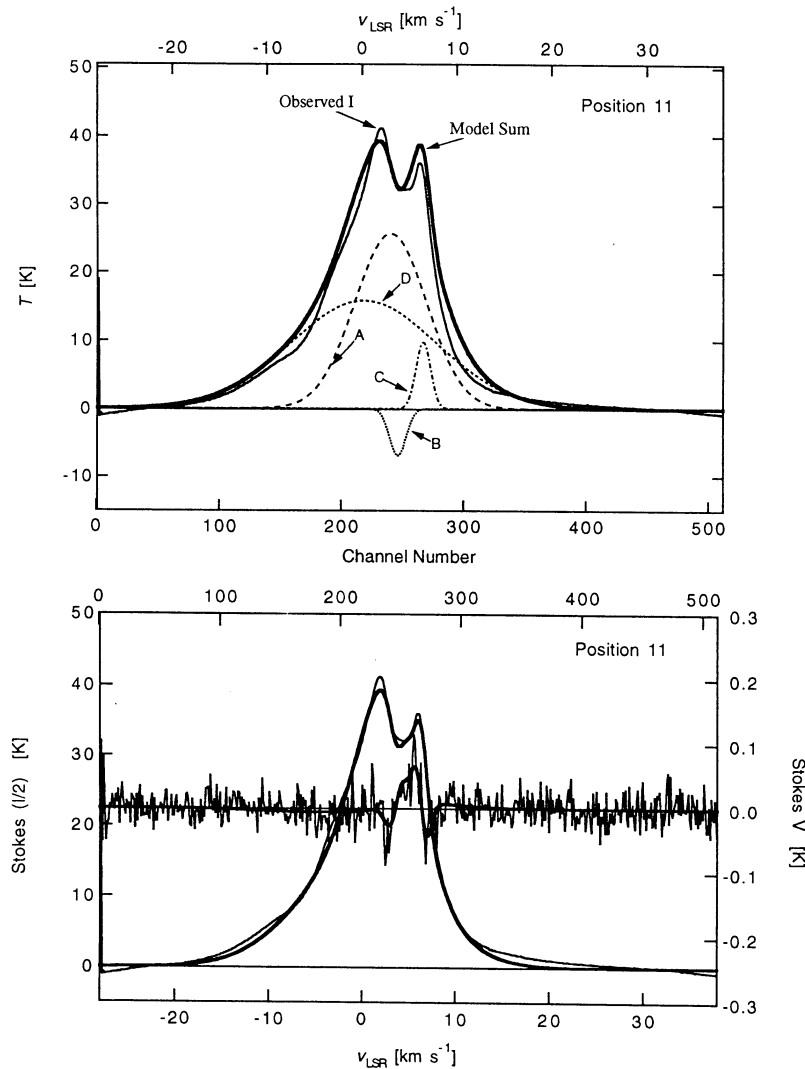 v_LSR [km s⁻¹]
-20 -10 0 10 20 30
50
40
30
20
10
0
-10
T [K]
Observed I
Position 11
Model Sum
D
A
C
B
0 100 200 300 400 500
Channel Number
0 100 200 300 400 500
50
40
30
20
10
0
Stokes (I/2) [K]
Position 11
0.3
0.2
0.1
0.0
-0.1
-0.2
-0.3
Stokes V [K]
-20 -10 0 10 20 30
v_LSR [km s⁻¹]